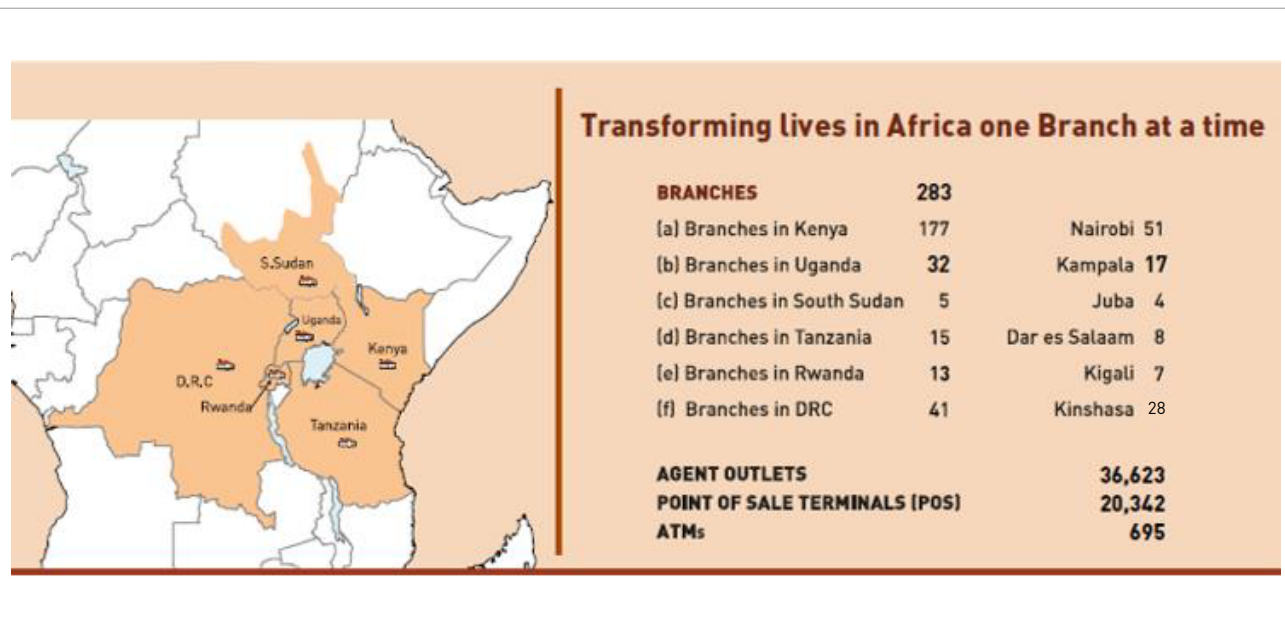 Transforming lives in Africa one Branch at a time
BRANCHES 283
(a) Branches in Kenya 177 Nairobi 51
(b) Branches in Uganda 32 Kampala 17
(c) Branches in South Sudan 5 Juba 4
(d) Branches in Tanzania 15 Dar es Salaam 8
(e) Branches in Rwanda 13 Kigali 7
(f) Branches in DRC 41 Kinshasa 28
AGENT OUTLETS 36,623
POINT OF SALE TERMINALS (POS) 20,342
ATMs 695
S.Sudan
Uganda
Kenya
D.R.C
Rwanda
Tanzania